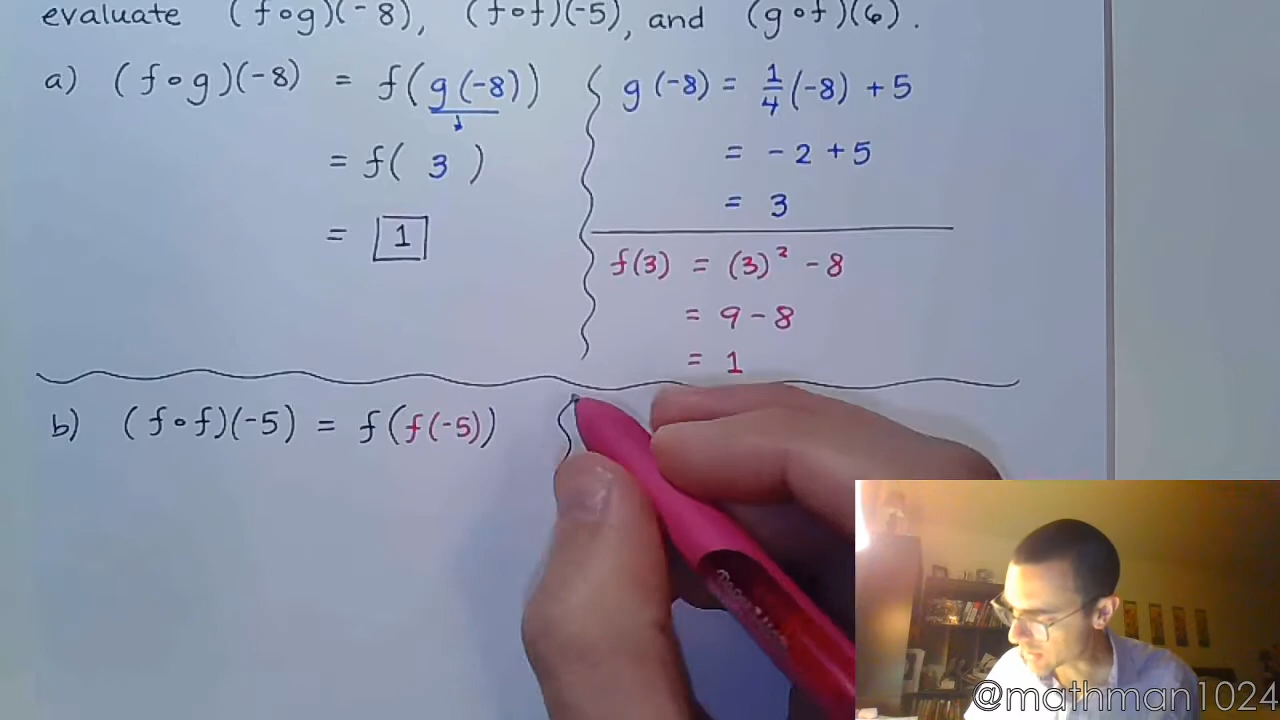 evaluate (f∘g)(-8), (f∘f)(-5), and (g∘f)(6).
a) (f∘g)(-8) = f(g(-8))
= f( 3 )
= 1
g(-8) = 1/4 (-8) + 5
= -2 + 5
= 3
f(3) = (3)² - 8
= 9 - 8
= 1
b) (f∘f)(-5) = f(f(-5))
@mathman1024